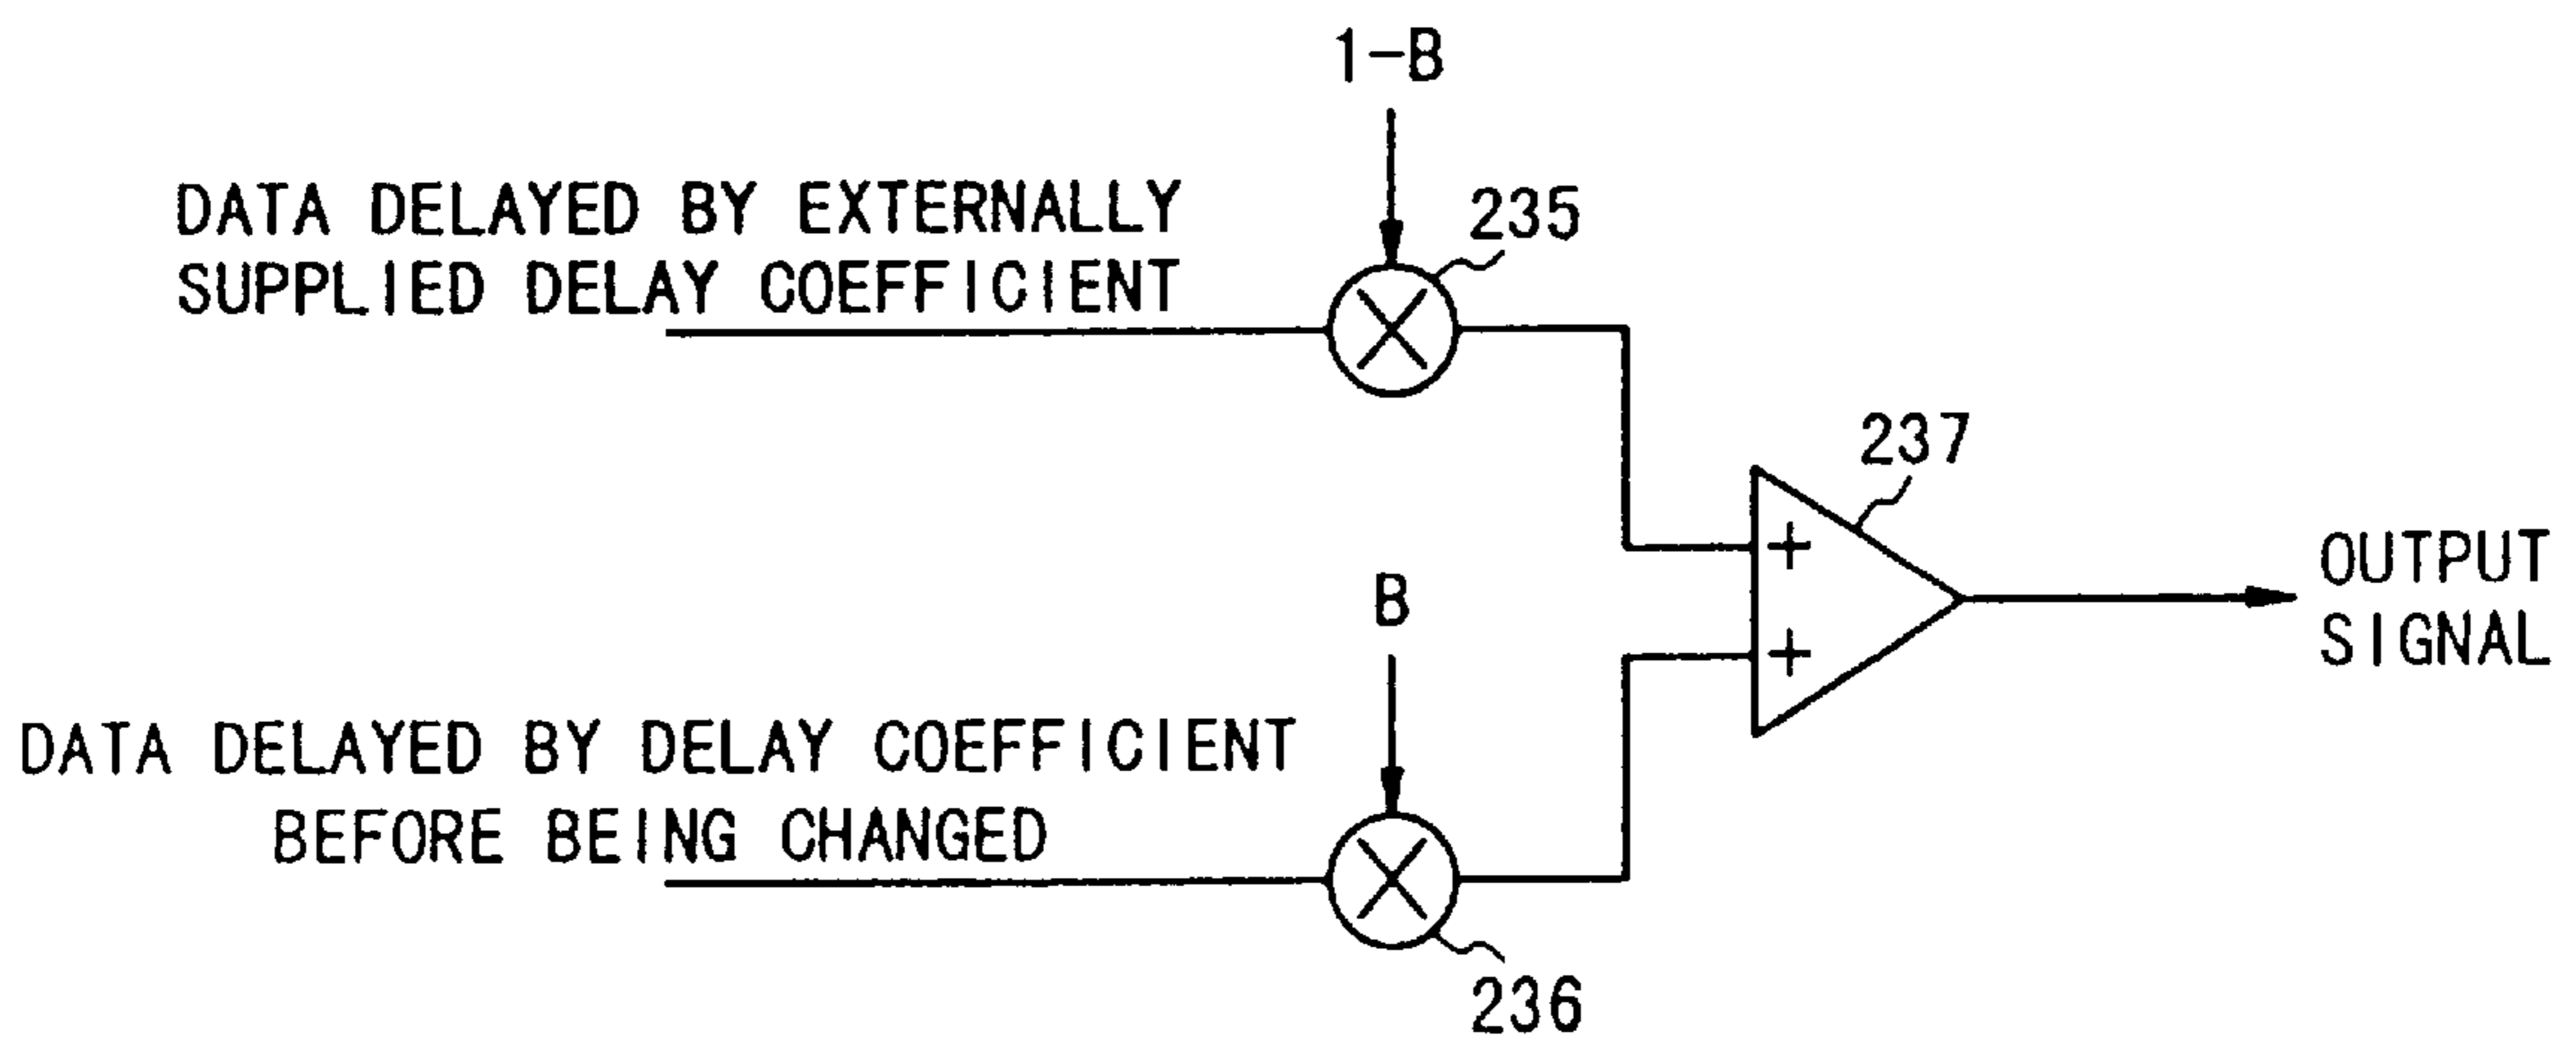 1-B
DATA DELAYED BY EXTERNALLY
SUPPLIED DELAY COEFFICIENT
235
237
+
+
OUTPUT
SIGNAL
B
DATA DELAYED BY DELAY COEFFICIENT
BEFORE BEING CHANGED
236